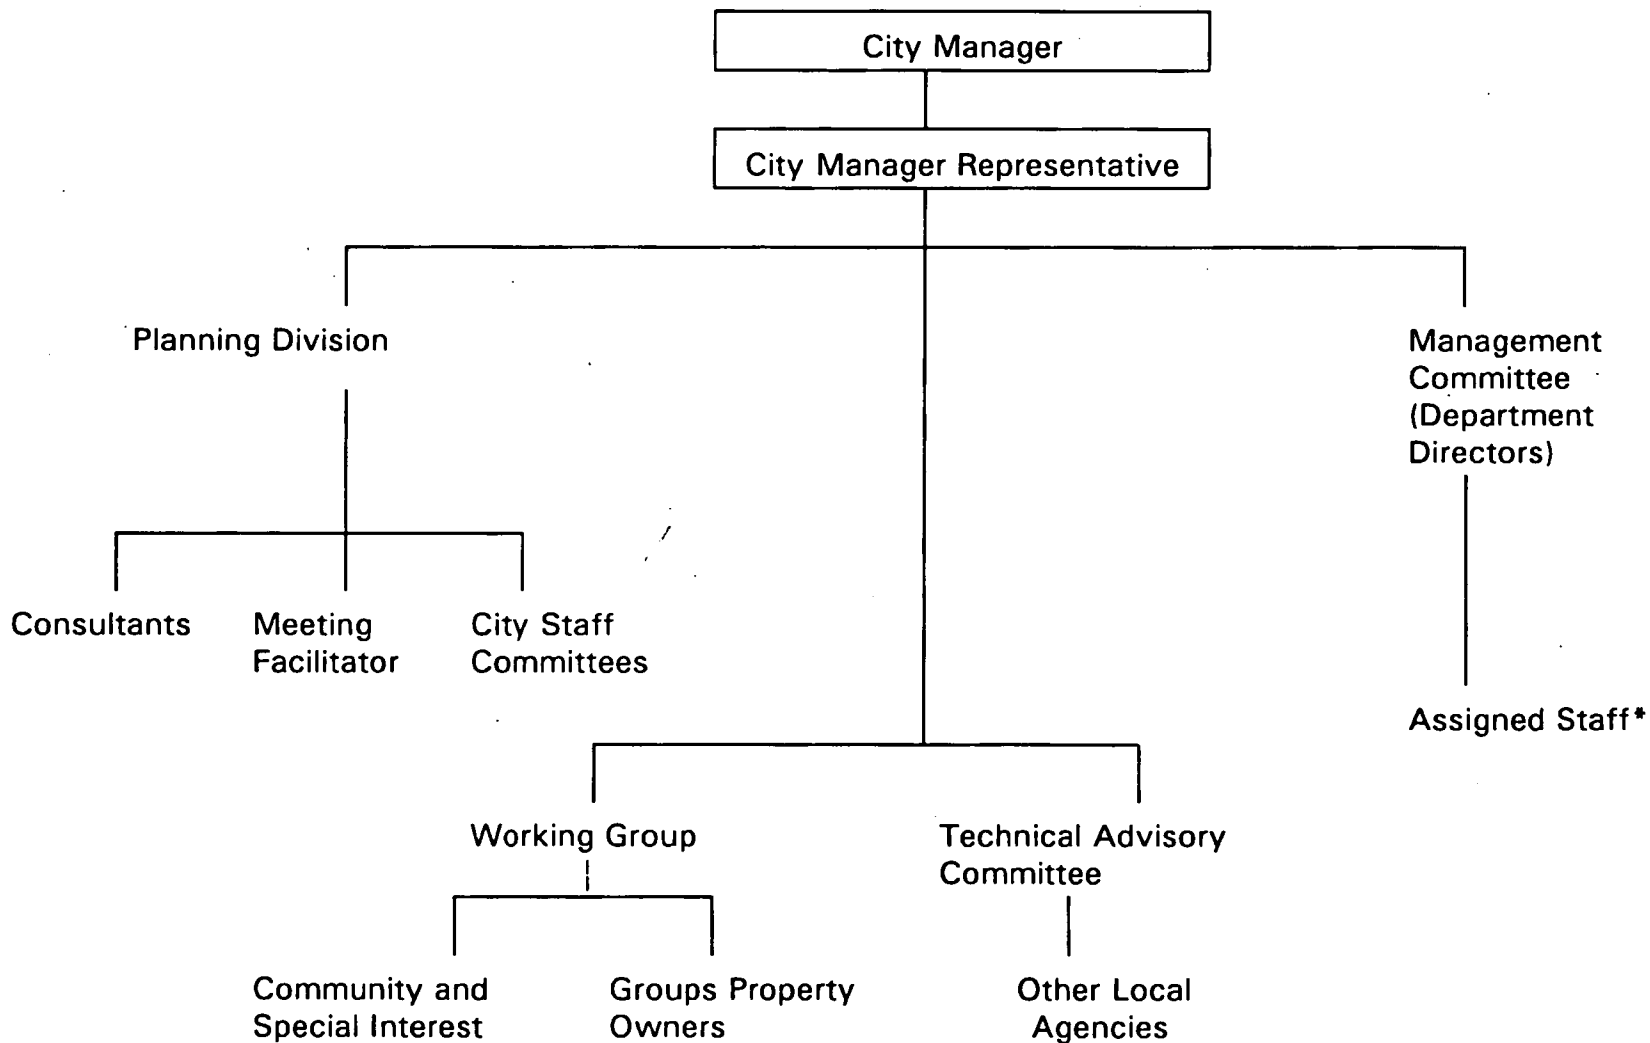 City Manager
City Manager Representative
Planning Division
Management
Committee
(Department
Directors)
Consultants
Meeting
Facilitator
City Staff
Committees
Assigned Staff*
Working Group
Technical Advisory
Committee
Community and
Special Interest
Groups Property
Owners
Other Local
Agencies